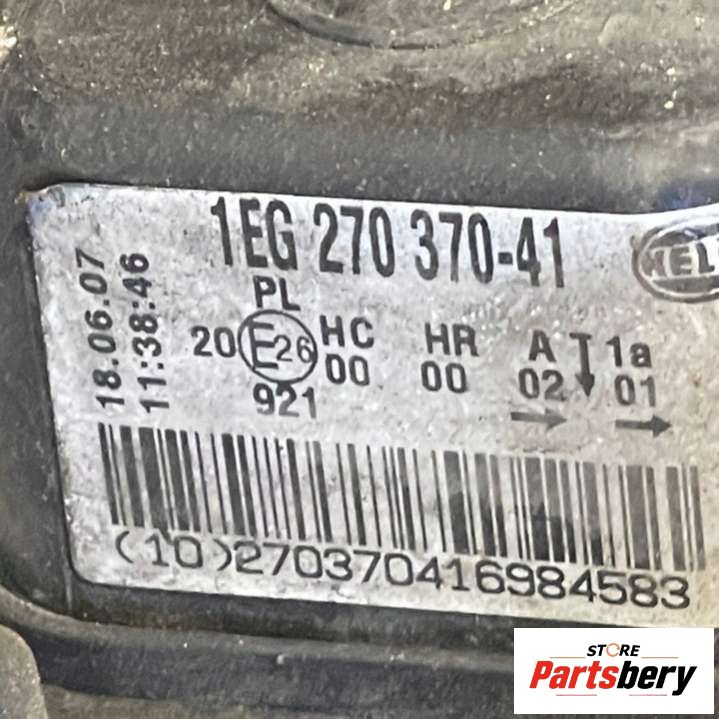 1EG 270 370-41
HEL
PL
20 E26 HC HR A 1a
00 00 02 01
921
18.06.07
11:38:46
(10)270370416984583
STORE
Partsbery